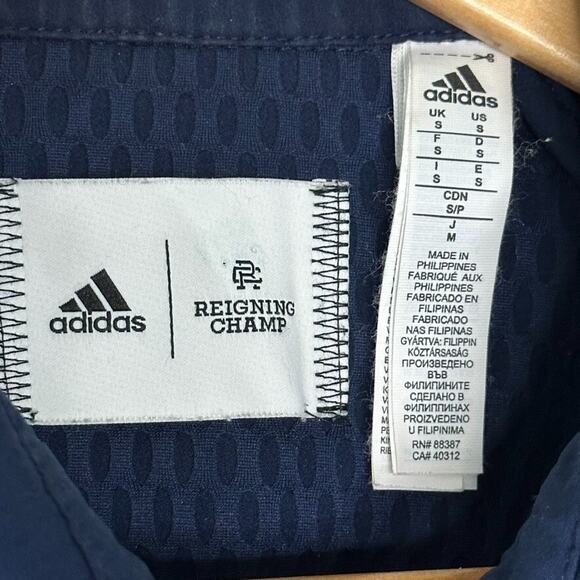 adidas
REIGNING
CHAMP
adidas
UK US
S S
F D
S S
I E
S S
CDN
S/P
J
M
MADE IN
PHILIPPINES
FABRIQUÉ AUX
PHILIPPINES
FABRICADO EN
FILIPINAS
FABRICADO
NAS FILIPINAS
GYÁRTVA: FILIPPIN
KÖZTÁRSASÁG
ПРОИЗВЕДЕНО
ВЪВ
ФИЛИПИНИТЕ
СДЕЛАНО В
ФИЛИППИНАХ
PROIZVEDENO
U FILIPINIMA
RN# 88387
CA# 40312